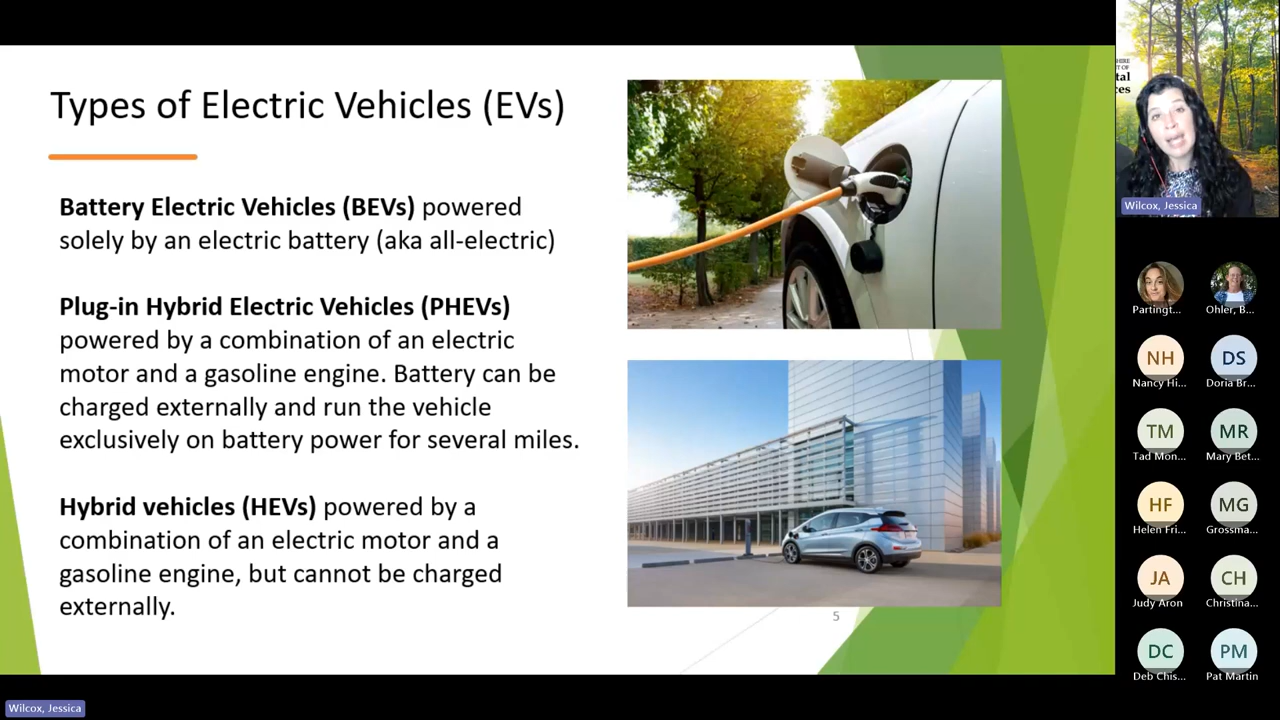 Types of Electric Vehicles (EVs)
Battery Electric Vehicles (BEVs) powered
solely by an electric battery (aka all-electric)
Plug-in Hybrid Electric Vehicles (PHEVs)
powered by a combination of an electric
motor and a gasoline engine. Battery can be
charged externally and run the vehicle
exclusively on battery power for several miles.
Hybrid vehicles (HEVs) powered by a
combination of an electric motor and a
gasoline engine, but cannot be charged
externally.
5
SHIRE
T OF
tal
ces
Wilcox, Jessica
Partingt...
Ohler, B...
NH
Nancy Hi...
DS
Doria Br...
TM
Tad Mon...
MR
Mary Bet...
HF
Helen Fri...
MG
Grossma...
JA
Judy Aron
CH
Christina...
DC
Deb Chis...
PM
Pat Martin
Wilcox, Jessica